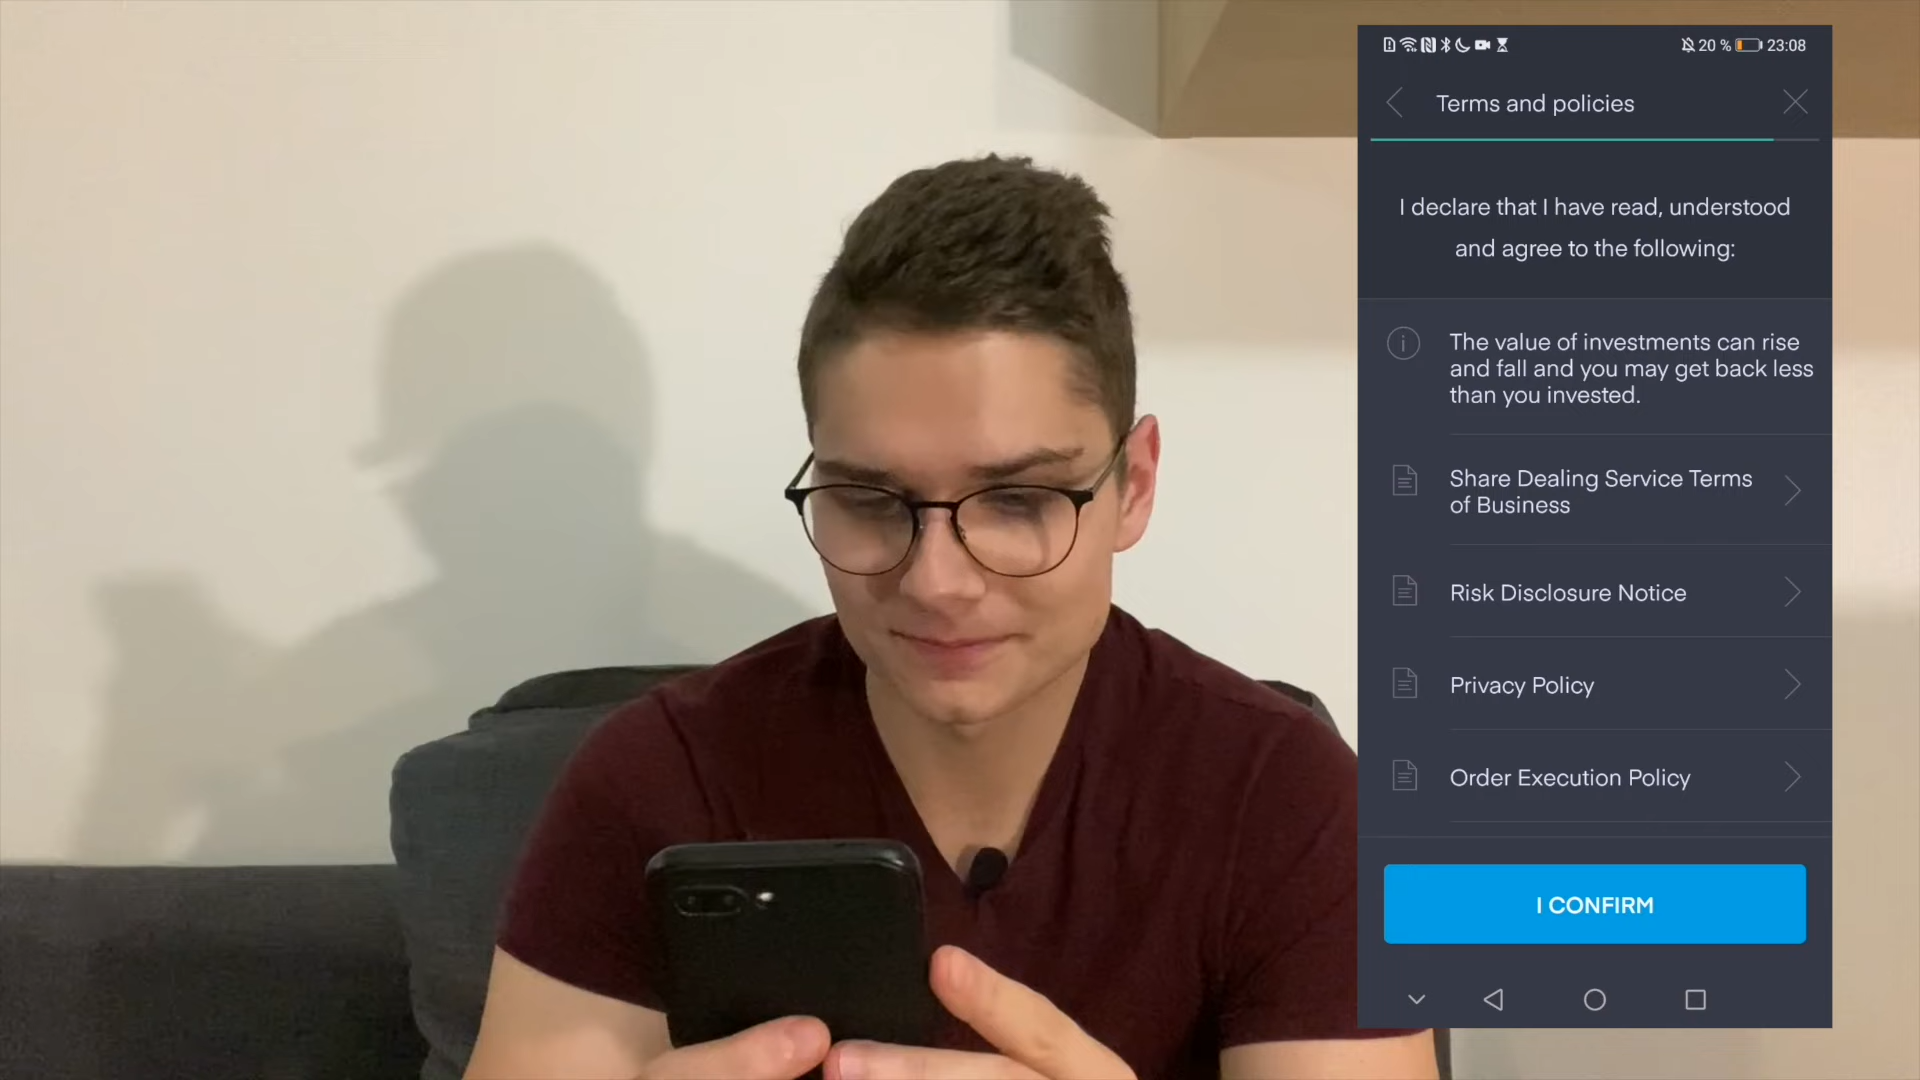 20 % 23:08
Terms and policies
I declare that I have read, understood
and agree to the following:
The value of investments can rise
and fall and you may get back less
than you invested.
Share Dealing Service Terms
of Business
Risk Disclosure Notice
Privacy Policy
Order Execution Policy
I CONFIRM